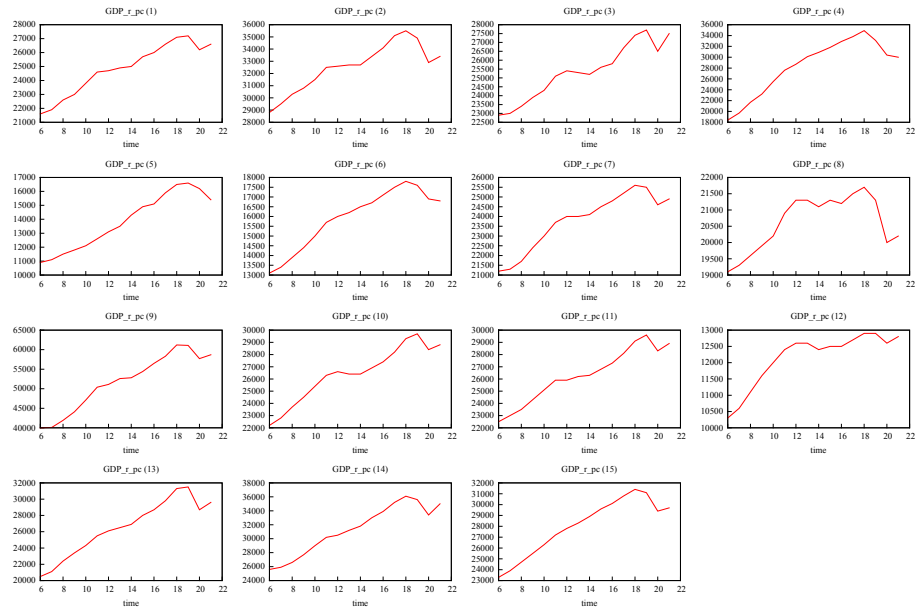 GDP_r_pc (1)
28000
27000
26000
25000
24000
23000
22000
21000
6 8 10 12 14 16 18 20 22
time
GDP_r_pc (2)
36000
35000
34000
33000
32000
31000
30000
29000
28000
6 8 10 12 14 16 18 20 22
time
GDP_r_pc (3)
28000
27500
27000
26500
26000
25500
25000
24500
24000
23500
23000
22500
6 8 10 12 14 16 18 20 22
time
GDP_r_pc (4)
36000
34000
32000
30000
28000
26000
24000
22000
20000
18000
6 8 10 12 14 16 18 20 22
time
GDP_r_pc (5)
17000
16000
15000
14000
13000
12000
11000
10000
6 8 10 12 14 16 18 20 22
time
GDP_r_pc (6)
18000
17500
17000
16500
16000
15500
15000
14500
14000
13500
13000
6 8 10 12 14 16 18 20 22
time
GDP_r_pc (7)
26000
25500
25000
24500
24000
23500
23000
22500
22000
21500
21000
6 8 10 12 14 16 18 20 22
time
GDP_r_pc (8)
22000
21500
21000
20500
20000
19500
19000
6 8 10 12 14 16 18 20 22
time
GDP_r_pc (9)
65000
60000
55000
50000
45000
40000
6 8 10 12 14 16 18 20 22
time
GDP_r_pc (10)
30000
29000
28000
27000
26000
25000
24000
23000
22000
6 8 10 12 14 16 18 20 22
time
GDP_r_pc (11)
30000
29000
28000
27000
26000
25000
24000
23000
22000
6 8 10 12 14 16 18 20 22
time
GDP_r_pc (12)
13000
12500
12000
11500
11000
10500
10000
6 8 10 12 14 16 18 20 22
time
GDP_r_pc (13)
32000
30000
28000
26000
24000
22000
20000
6 8 10 12 14 16 18 20 22
time
GDP_r_pc (14)
38000
36000
34000
32000
30000
28000
26000
24000
6 8 10 12 14 16 18 20 22
time
GDP_r_pc (15)
32000
31000
30000
29000
28000
27000
26000
25000
24000
23000
6 8 10 12 14 16 18 20 22
time